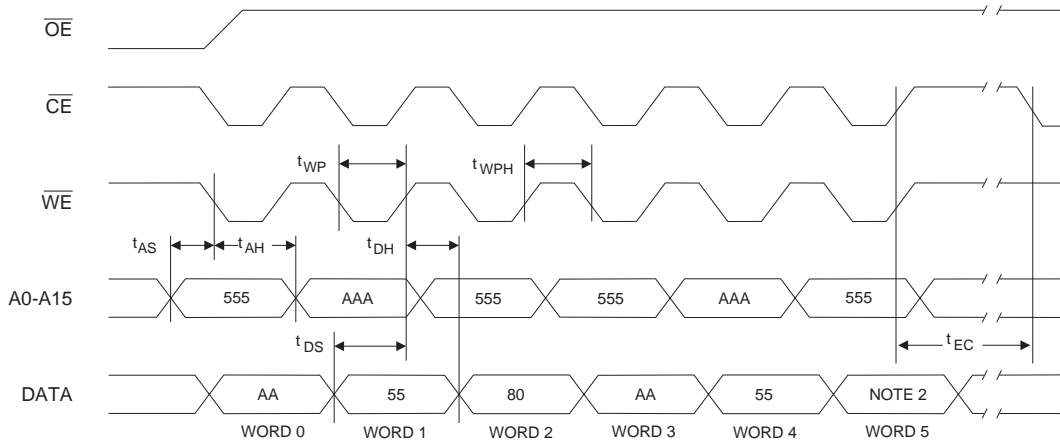 OE
CE
tWP
tWPH
WE
tAS
tAH
tDH
A0-A15
555
AAA
555
555
AAA
555
tDS
tEC
DATA
AA
55
80
AA
55
NOTE 2
WORD 0
WORD 1
WORD 2
WORD 3
WORD 4
WORD 5